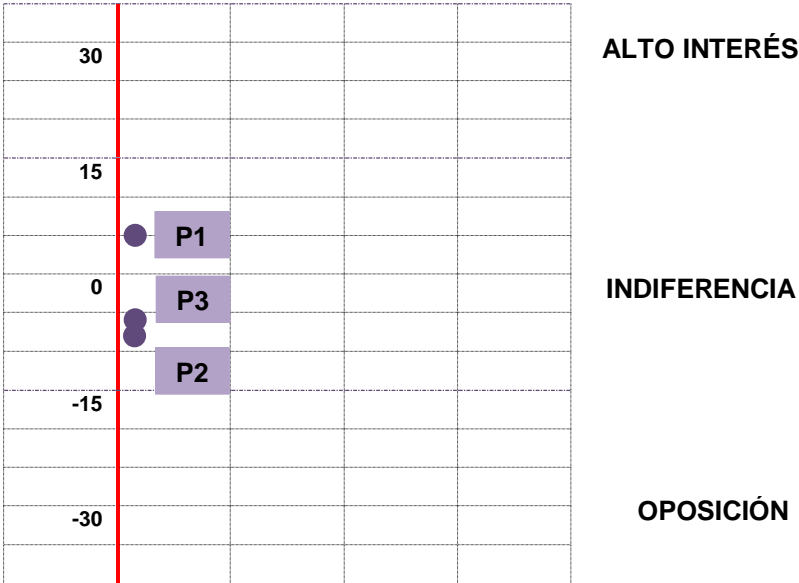 ALTO INTERÉS
30
15
P1
0
INDIFERENCIA
P3
P2
-15
OPOSICIÓN
-30